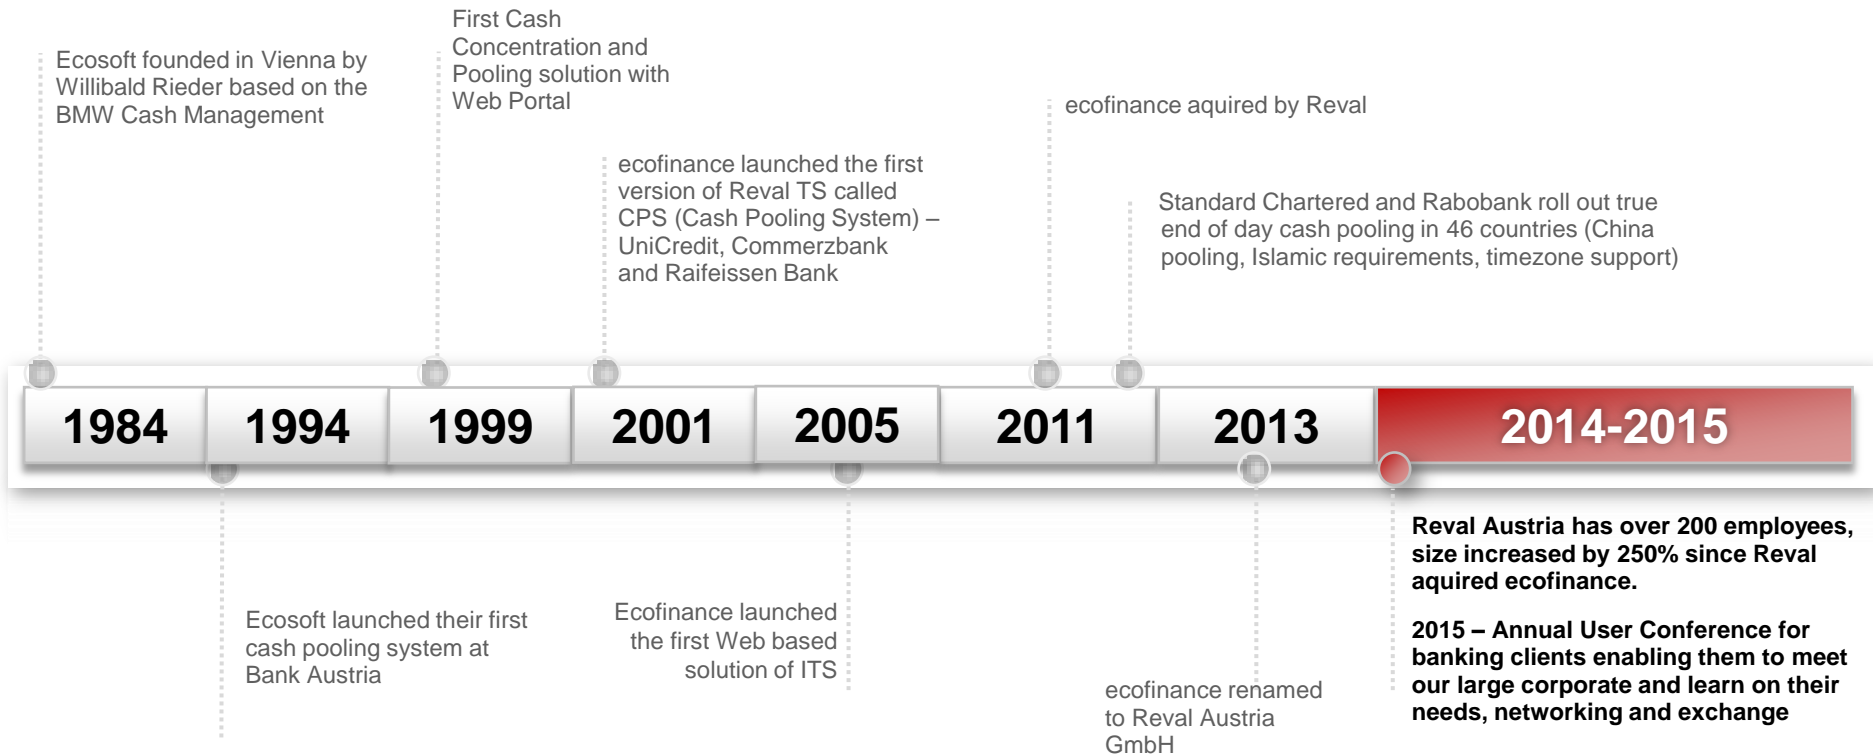 First Cash
Concentration and
Pooling solution with
Web Portal
Ecosoft founded in Vienna by
Willibald Rieder based on the
BMW Cash Management
ecofinance aquired by Reval
ecofinance launched the first
version of Reval TS called
CPS (Cash Pooling System) –
UniCredit, Commerzbank
and Raifeissen Bank
Standard Chartered and Rabobank roll out true
end of day cash pooling in 46 countries (China
pooling, Islamic requirements, timezone support)
1984
1994
1999
2001
2005
2011
2013
2014-2015
Ecosoft launched their first
cash pooling system at
Bank Austria
Ecofinance launched
the first Web based
solution of ITS
ecofinance renamed
to Reval Austria
GmbH
Reval Austria has over 200 employees,
size increased by 250% since Reval
aquired ecofinance.
2015 – Annual User Conference for
banking clients enabling them to meet
our large corporate and learn on their
needs, networking and exchange